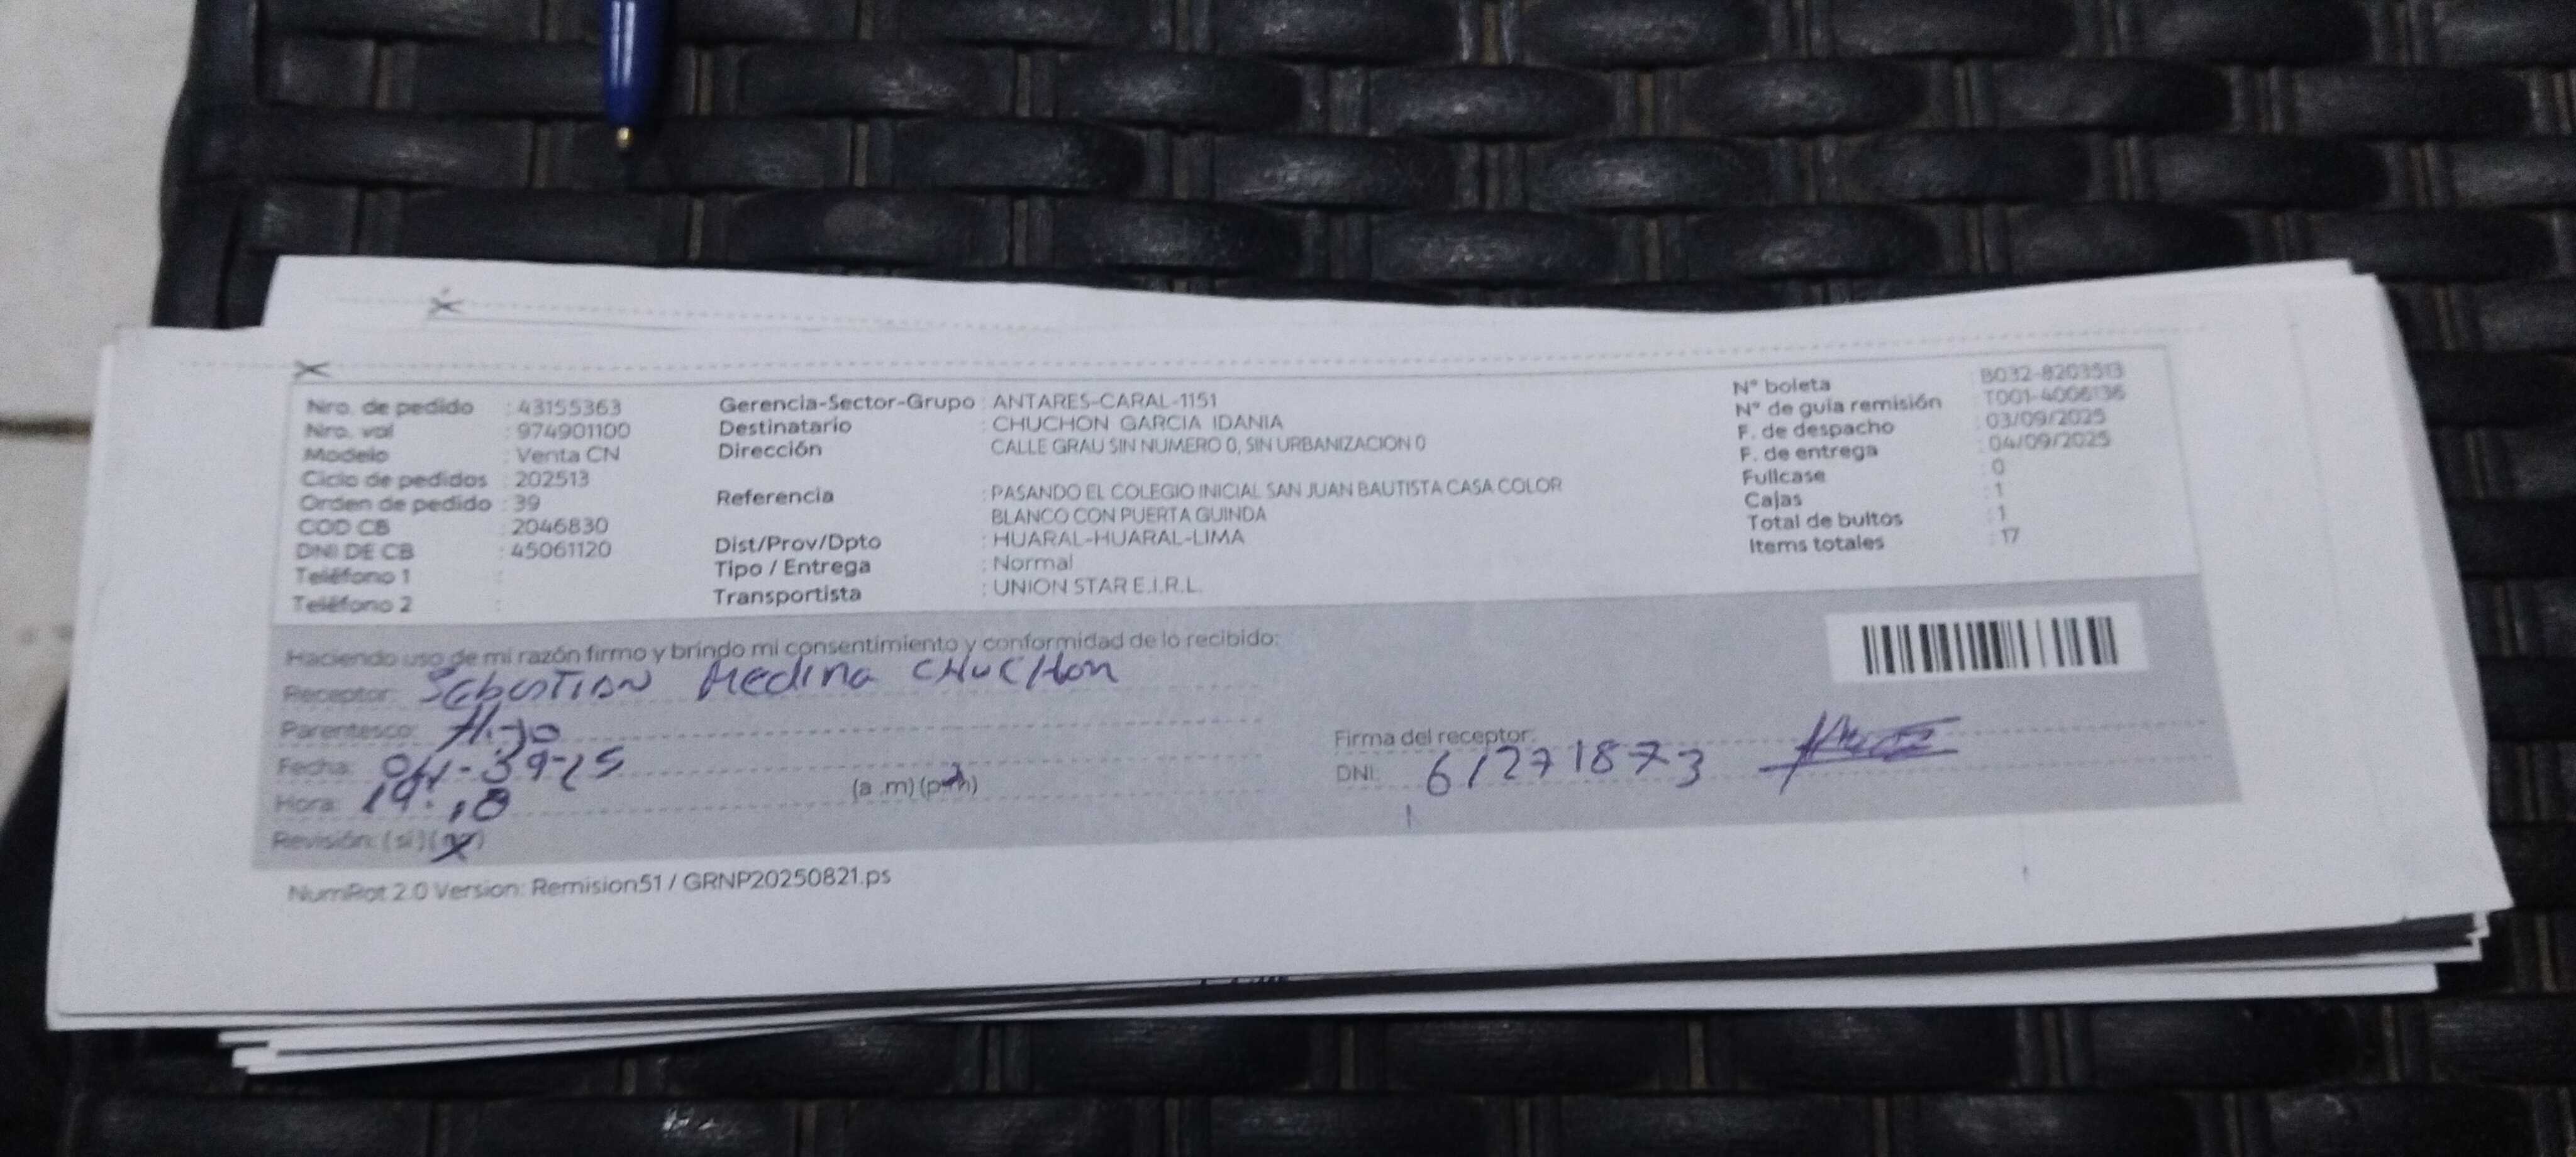 Nro. de pedido : 43155363
Nro. val : 974901100
Modelo : Venta CN
Ciclo de pedidos : 202513
Orden de pedido : 39
COD CB : 2046830
DNI DE CB : 45061120
Teléfono 1 :
Teléfono 2 :
Gerencia-Sector-Grupo : ANTARES-CARAL-1151
Destinatario : CHUCHON GARCIA IDANIA
Dirección CALLE GRAU SIN NUMERO 0, SIN URBANIZACION 0
Referencia : PASANDO EL COLEGIO INICIAL SAN JUAN BAUTISTA CASA COLOR
BLANCO CON PUERTA GUINDA
Dist/Prov/Dpto : HUARAL-HUARAL-LIMA
Tipo / Entrega : Normal
Transportista : UNION STAR E.I.R.L.
N° boleta : B032-8203513
N° de guía remisión : T001-4006136
F. de despacho : 03/09/2025
F. de entrega : 04/09/2025
Fullcase : 0
Cajas : 1
Total de bultos : 1
Items totales : 17
Haciendo uso de mi razón firmo y brindo mi consentimiento y conformidad de lo recibido:
Receptor: Sebastian Medina CHucHon
Parentesco: Hijo
Fecha:
Hora: 19:10 (a .m) (p.m)
Revisión: (si) (no)
Firma del receptor:
DNI: 61271873
NumRot 2.0 Version: Remision51 / GRNP20250821.ps